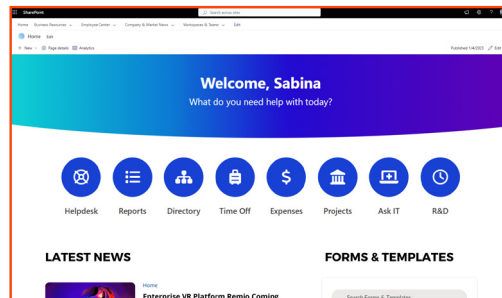 SharePoint
Search across sites
Home Business Resources Employee Center Company & Market News Workspaces & Teams Edit
Home Edit
+ New Page details Analytics
Published 1/4/2023 Edit
Welcome, Sabina
What do you need help with today?
Helpdesk Reports Directory Time Off Expenses Projects Ask IT R&D
LATEST NEWS
FORMS & TEMPLATES
Home
Enterprise VR Platform Remio Coming
Search Forms & Templates